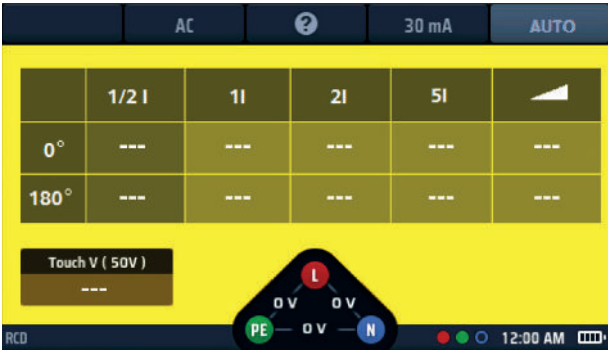 AC ? 30 mA AUTO
1/2 I 1I 2I 5I
0° --- --- --- --- ---
180° --- --- --- --- ---
Touch V ( 50V )
---
L
0 V 0 V
PE 0 V N
RCD 12:00 AM